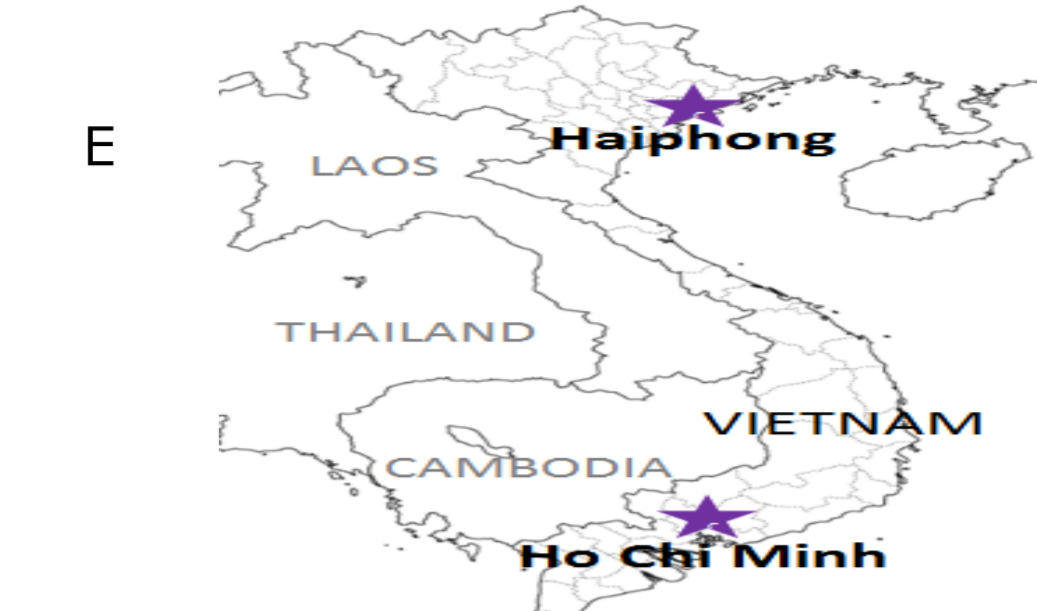 E
Haiphong
LAOS
THAILAND
VIETNAM
CAMBODIA
Ho Chi Minh